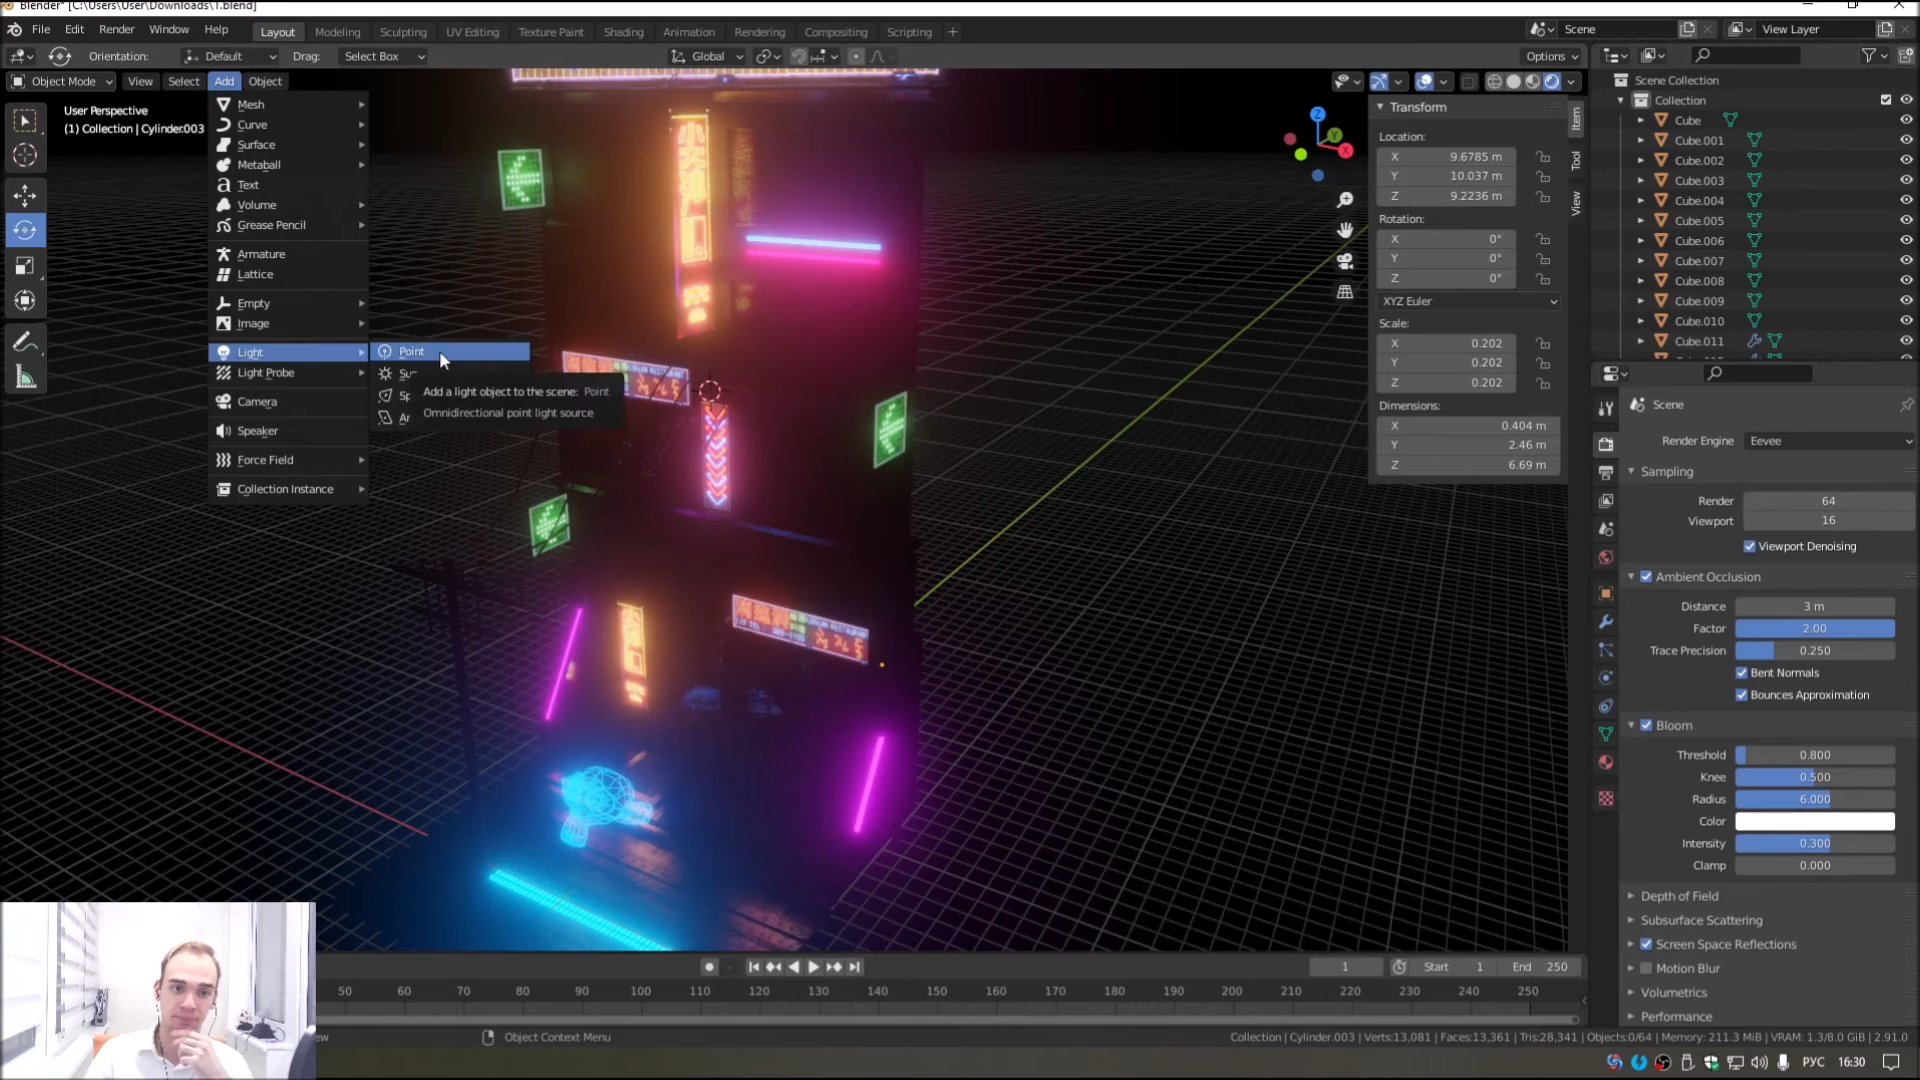 Blender* [C:\Users\User\Downloads\1.blend]
File Edit Render Window Help
Layout Modeling Sculpting UV Editing Texture Paint Shading Animation Rendering Compositing Scripting +
Scene
View Layer
Orientation: Default Drag: Select Box
Global
Options
Object Mode View Select Add Object
User Perspective
(1) Collection | Cylinder.003
Mesh
Curve
Surface
Metaball
Text
Volume
Grease Pencil
Armature
Lattice
Empty
Image
Light
Light Probe
Camera
Speaker
Force Field
Collection Instance
Point
Su
Sp
Ar
Add a light object to the scene: Point
Omnidirectional point light source
Transform
Location:
X 9.6785 m
Y 10.037 m
Z 9.2236 m
Rotation:
X 0°
Y 0°
Z 0°
XYZ Euler
Scale:
X 0.202
Y 0.202
Z 0.202
Dimensions:
X 0.404 m
Y 2.46 m
Z 6.69 m
Item
Tool
View
Z
Y
X
Scene Collection
Collection
Cube
Cube.001
Cube.002
Cube.003
Cube.004
Cube.005
Cube.006
Cube.007
Cube.008
Cube.009
Cube.010
Cube.011
Scene
Render Engine Eevee
Sampling
Render 64
Viewport 16
Viewport Denoising
Ambient Occlusion
Distance 3 m
Factor 2.00
Trace Precision 0.250
Bent Normals
Bounces Approximation
Bloom
Threshold 0.800
Knee 0.500
Radius 6.000
Color
Intensity 0.300
Clamp 0.000
Depth of Field
Subsurface Scattering
Screen Space Reflections
Motion Blur
Volumetrics
Performance
1 Start 1 End 250
50 60 70 80 90 100 110 120 130 140 150 160 170 180 190 200 210 220 230 240 250
ew
Object Context Menu
Collection | Cylinder.003 | Verts:13,081 | Faces:13,361 | Tris:28,341 | Objects:0/64 | Memory: 211.3 MiB | VRAM: 1.3/8.0 GiB | 2.91.0
РУС 16:30